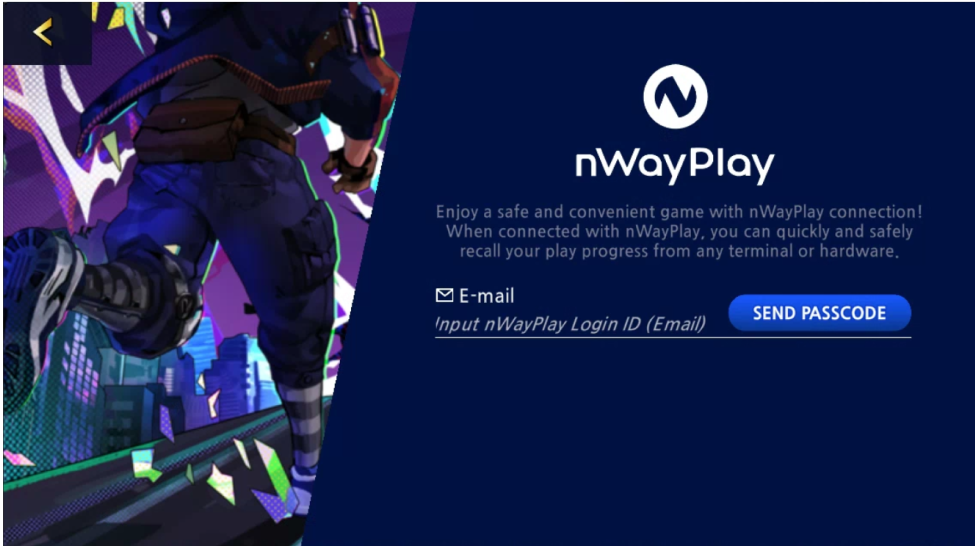 nWayPlay
Enjoy a safe and convenient game with nWayPlay connection!
When connected with nWayPlay, you can quickly and safely
recall your play progress from any terminal or hardware.
E-mail
Input nWayPlay Login ID (Email)
SEND PASSCODE